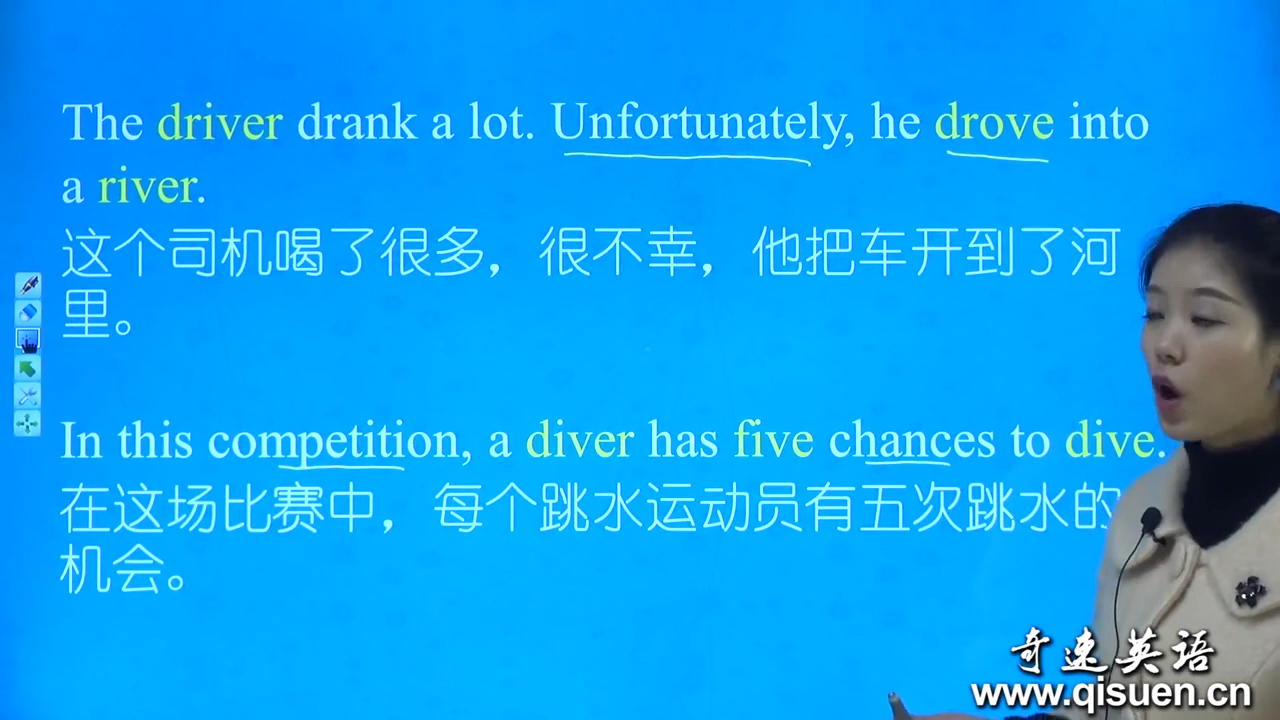 The driver drank a lot. Unfortunately, he drove into
a river.
这个司机喝了很多，很不幸，他把车开到了河
里。
In this competition, a diver has five chances to dive.
在这场比赛中，每个跳水运动员有五次跳水的
机会。
奇速英语
www.qisuen.cn